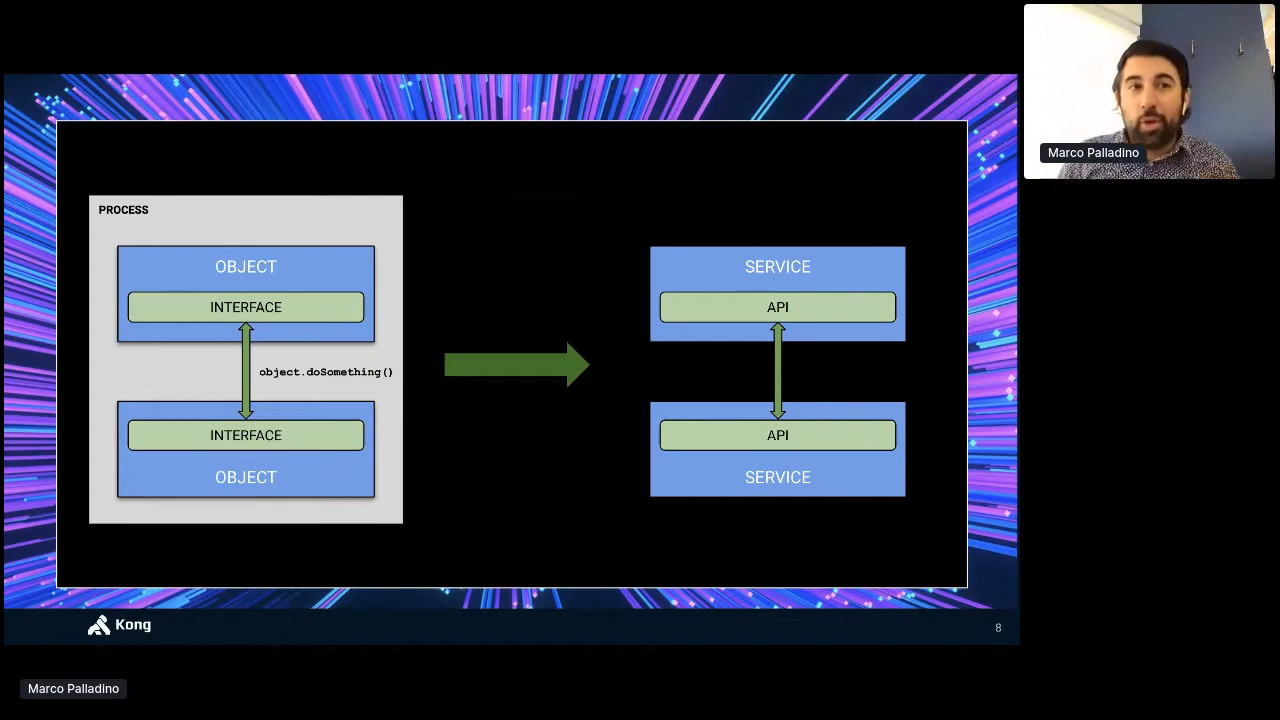 PROCESS
OBJECT
INTERFACE
object.doSomething()
INTERFACE
OBJECT
SERVICE
API
API
SERVICE
Kong
8
Marco Palladino
Marco Palladino